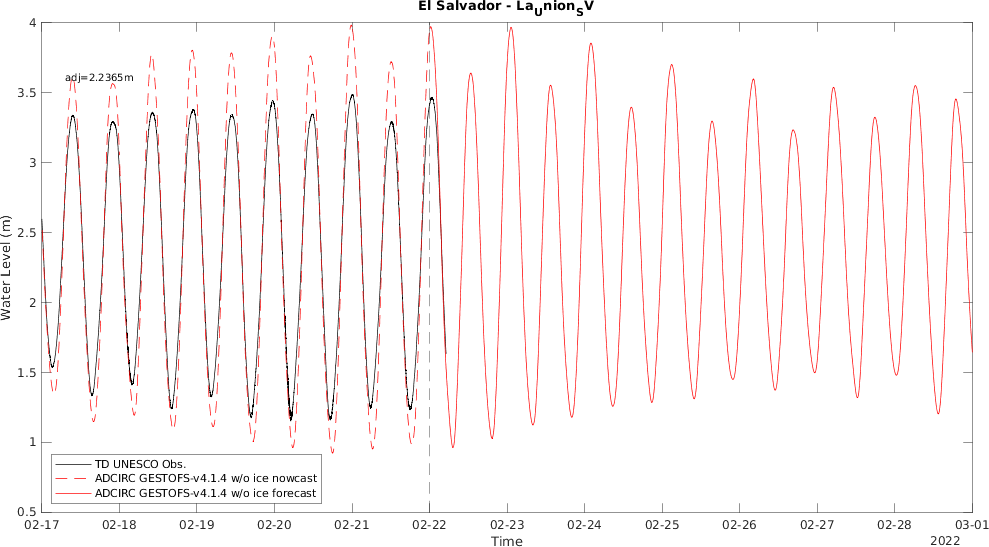 El Salvador - La_Union_SV
4
3.5
3
2.5
2
1.5
1
0.5
Water Level (m)
adj=2.2365m
TD UNESCO Obs.
ADCIRC GESTOFS-v4.1.4 w/o ice nowcast
ADCIRC GESTOFS-v4.1.4 w/o ice forecast
02-17 02-18 02-19 02-20 02-21 02-22 02-23 02-24 02-25 02-26 02-27 02-28 03-01
Time
2022